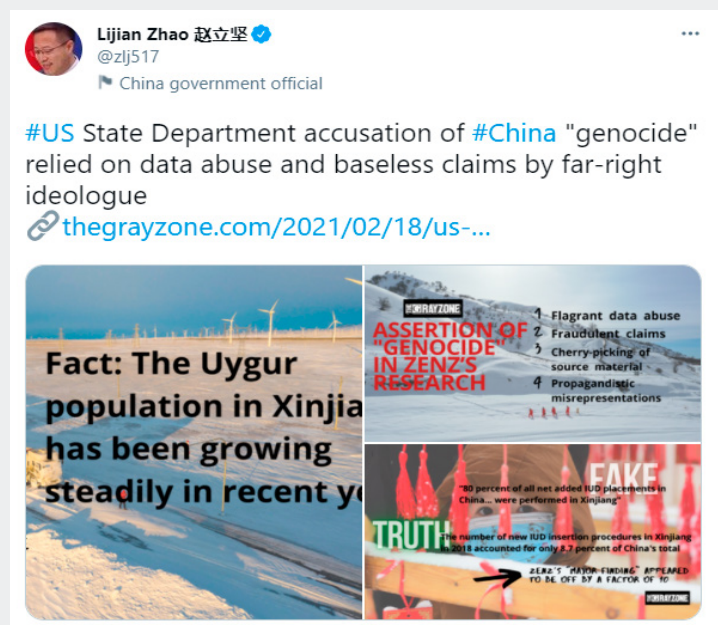 Lijian Zhao 赵立坚
@zlj517
China government official
#US State Department accusation of #China "genocide"
relied on data abuse and baseless claims by far-right
ideologue
thegrayzone.com/2021/02/18/us-...
Fact: The Uygur
population in Xinjia
has been growing
steadily in recent ye
GRAYZONE
ASSERTION OF
"GENOCIDE"
IN ZENZ'S
RESEARCH
1 Flagrant data abuse
2 Fraudulent claims
3 Cherry-picking of
source material
4 Propagandistic
misrepresentations
FAKE
"80 percent of all net added IUD placements in
China... were performed in Xinjiang"
TRUTH
The number of new IUD insertion procedures in Xinjiang
in 2018 accounted for only 8.7 percent of China's total
ZENZ'S "MAJOR FINDING" APPEARED
TO BE OFF BY A FACTOR OF 10
GRAYZONE